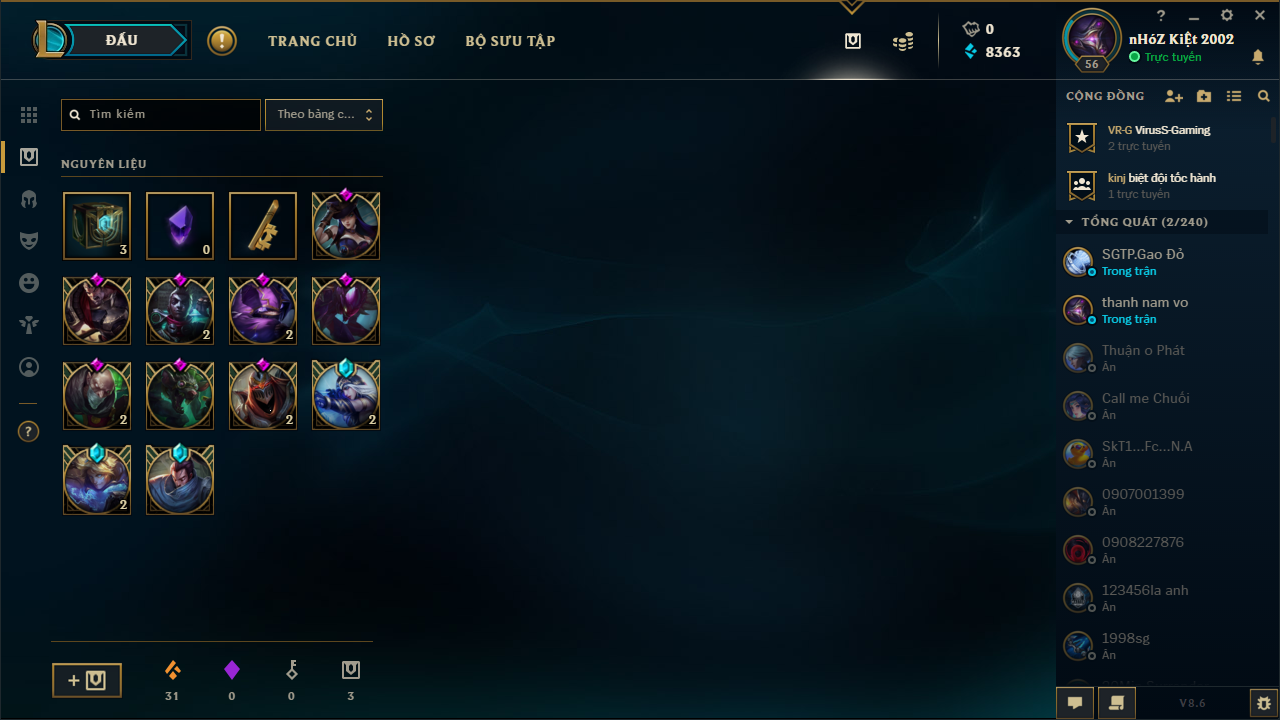 ĐẤU
!
TRANG CHỦ
HỒ SƠ
BỘ SƯU TẬP
0
8363
?
56
nHóZ KiỆt 2002
Trực tuyến
Tìm kiếm
Theo bảng c...
NGUYÊN LIỆU
3
0
2
2
2
2
2
2
?
31
0
0
3
CỘNG ĐỒNG
VR-G VirusS-Gaming
2 trực tuyến
kinj biệt đội tốc hành
1 trực tuyến
TỔNG QUÁT (2/240)
SGTP.Gao Đỏ
Trong trận
thanh nam vo
Trong trận
Thuận o Phát
Ẩn
Call me Chuối
Ẩn
SkT1...Fc...N.A
Ẩn
0907001399
Ẩn
0908227876
Ẩn
123456la anh
Ẩn
1998sg
Ẩn
V8.6